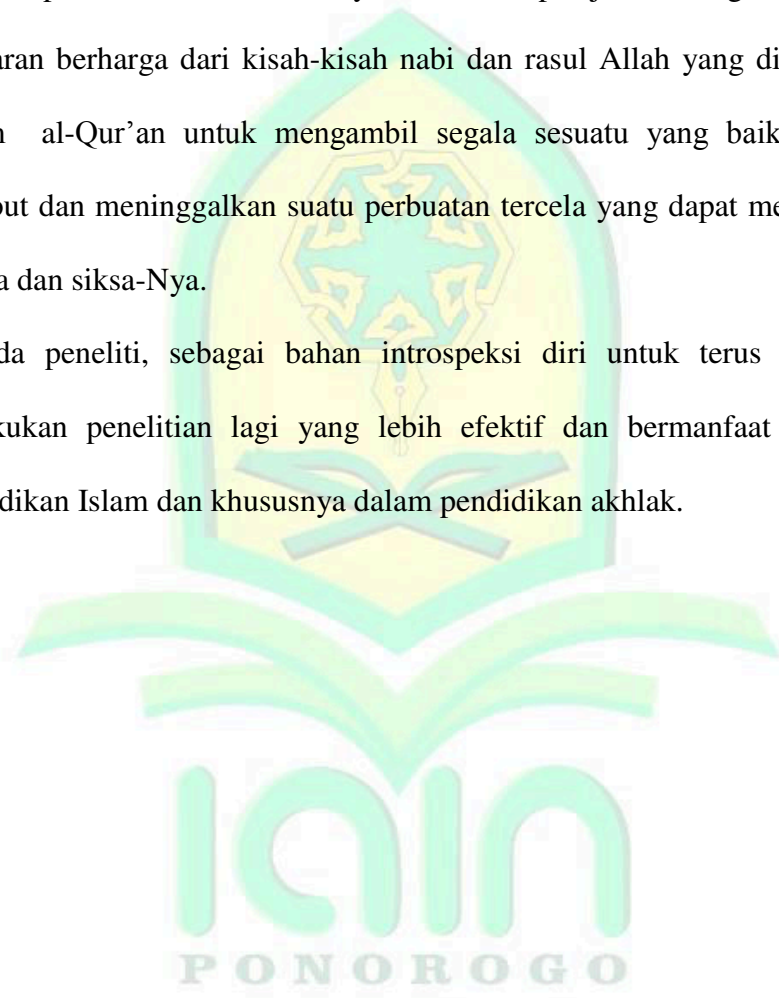 aran berharga dari kisah-kisah nabi dan rasul Allah yang di
al-Qur’an untuk mengambil segala sesuatu yang baik
but dan meninggalkan suatu perbuatan tercela yang dapat me
a dan siksa-Nya.
da peneliti, sebagai bahan introspeksi diri untuk terus
kukan penelitian lagi yang lebih efektif dan bermanfaat
dikan Islam dan khususnya dalam pendidikan akhlak.
IAIN
PONOROGO